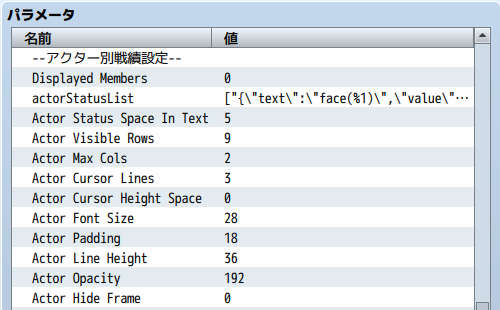 パラメータ
名前 値
--アクター別戦績設定--
Displayed Members 0
actorStatusList ["{\"text\":\"face(%1)\",\"value\"…
Actor Status Space In Text 5
Actor Visible Rows 9
Actor Max Cols 2
Actor Cursor Lines 3
Actor Cursor Height Space 0
Actor Font Size 28
Actor Padding 18
Actor Line Height 36
Actor Opacity 192
Actor Hide Frame 0